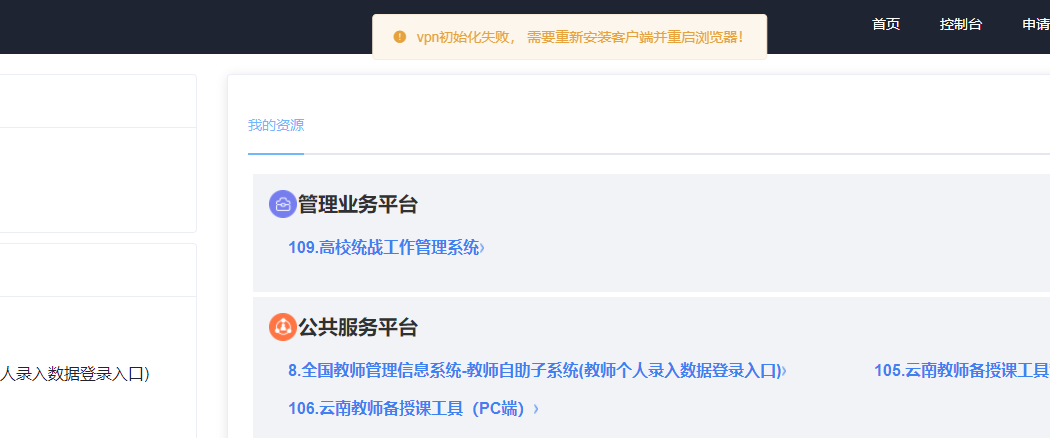 vpn初始化失败， 需要重新安装客户端并重启浏览器！
首页 控制台 申请
我的资源
管理业务平台
109.高校统战工作管理系统›
公共服务平台
8.全国教师管理信息系统-教师自助子系统(教师个人录入数据登录入口)› 105.云南教师备授课工具
人录入数据登录入口)
106.云南教师备授课工具（PC端）›